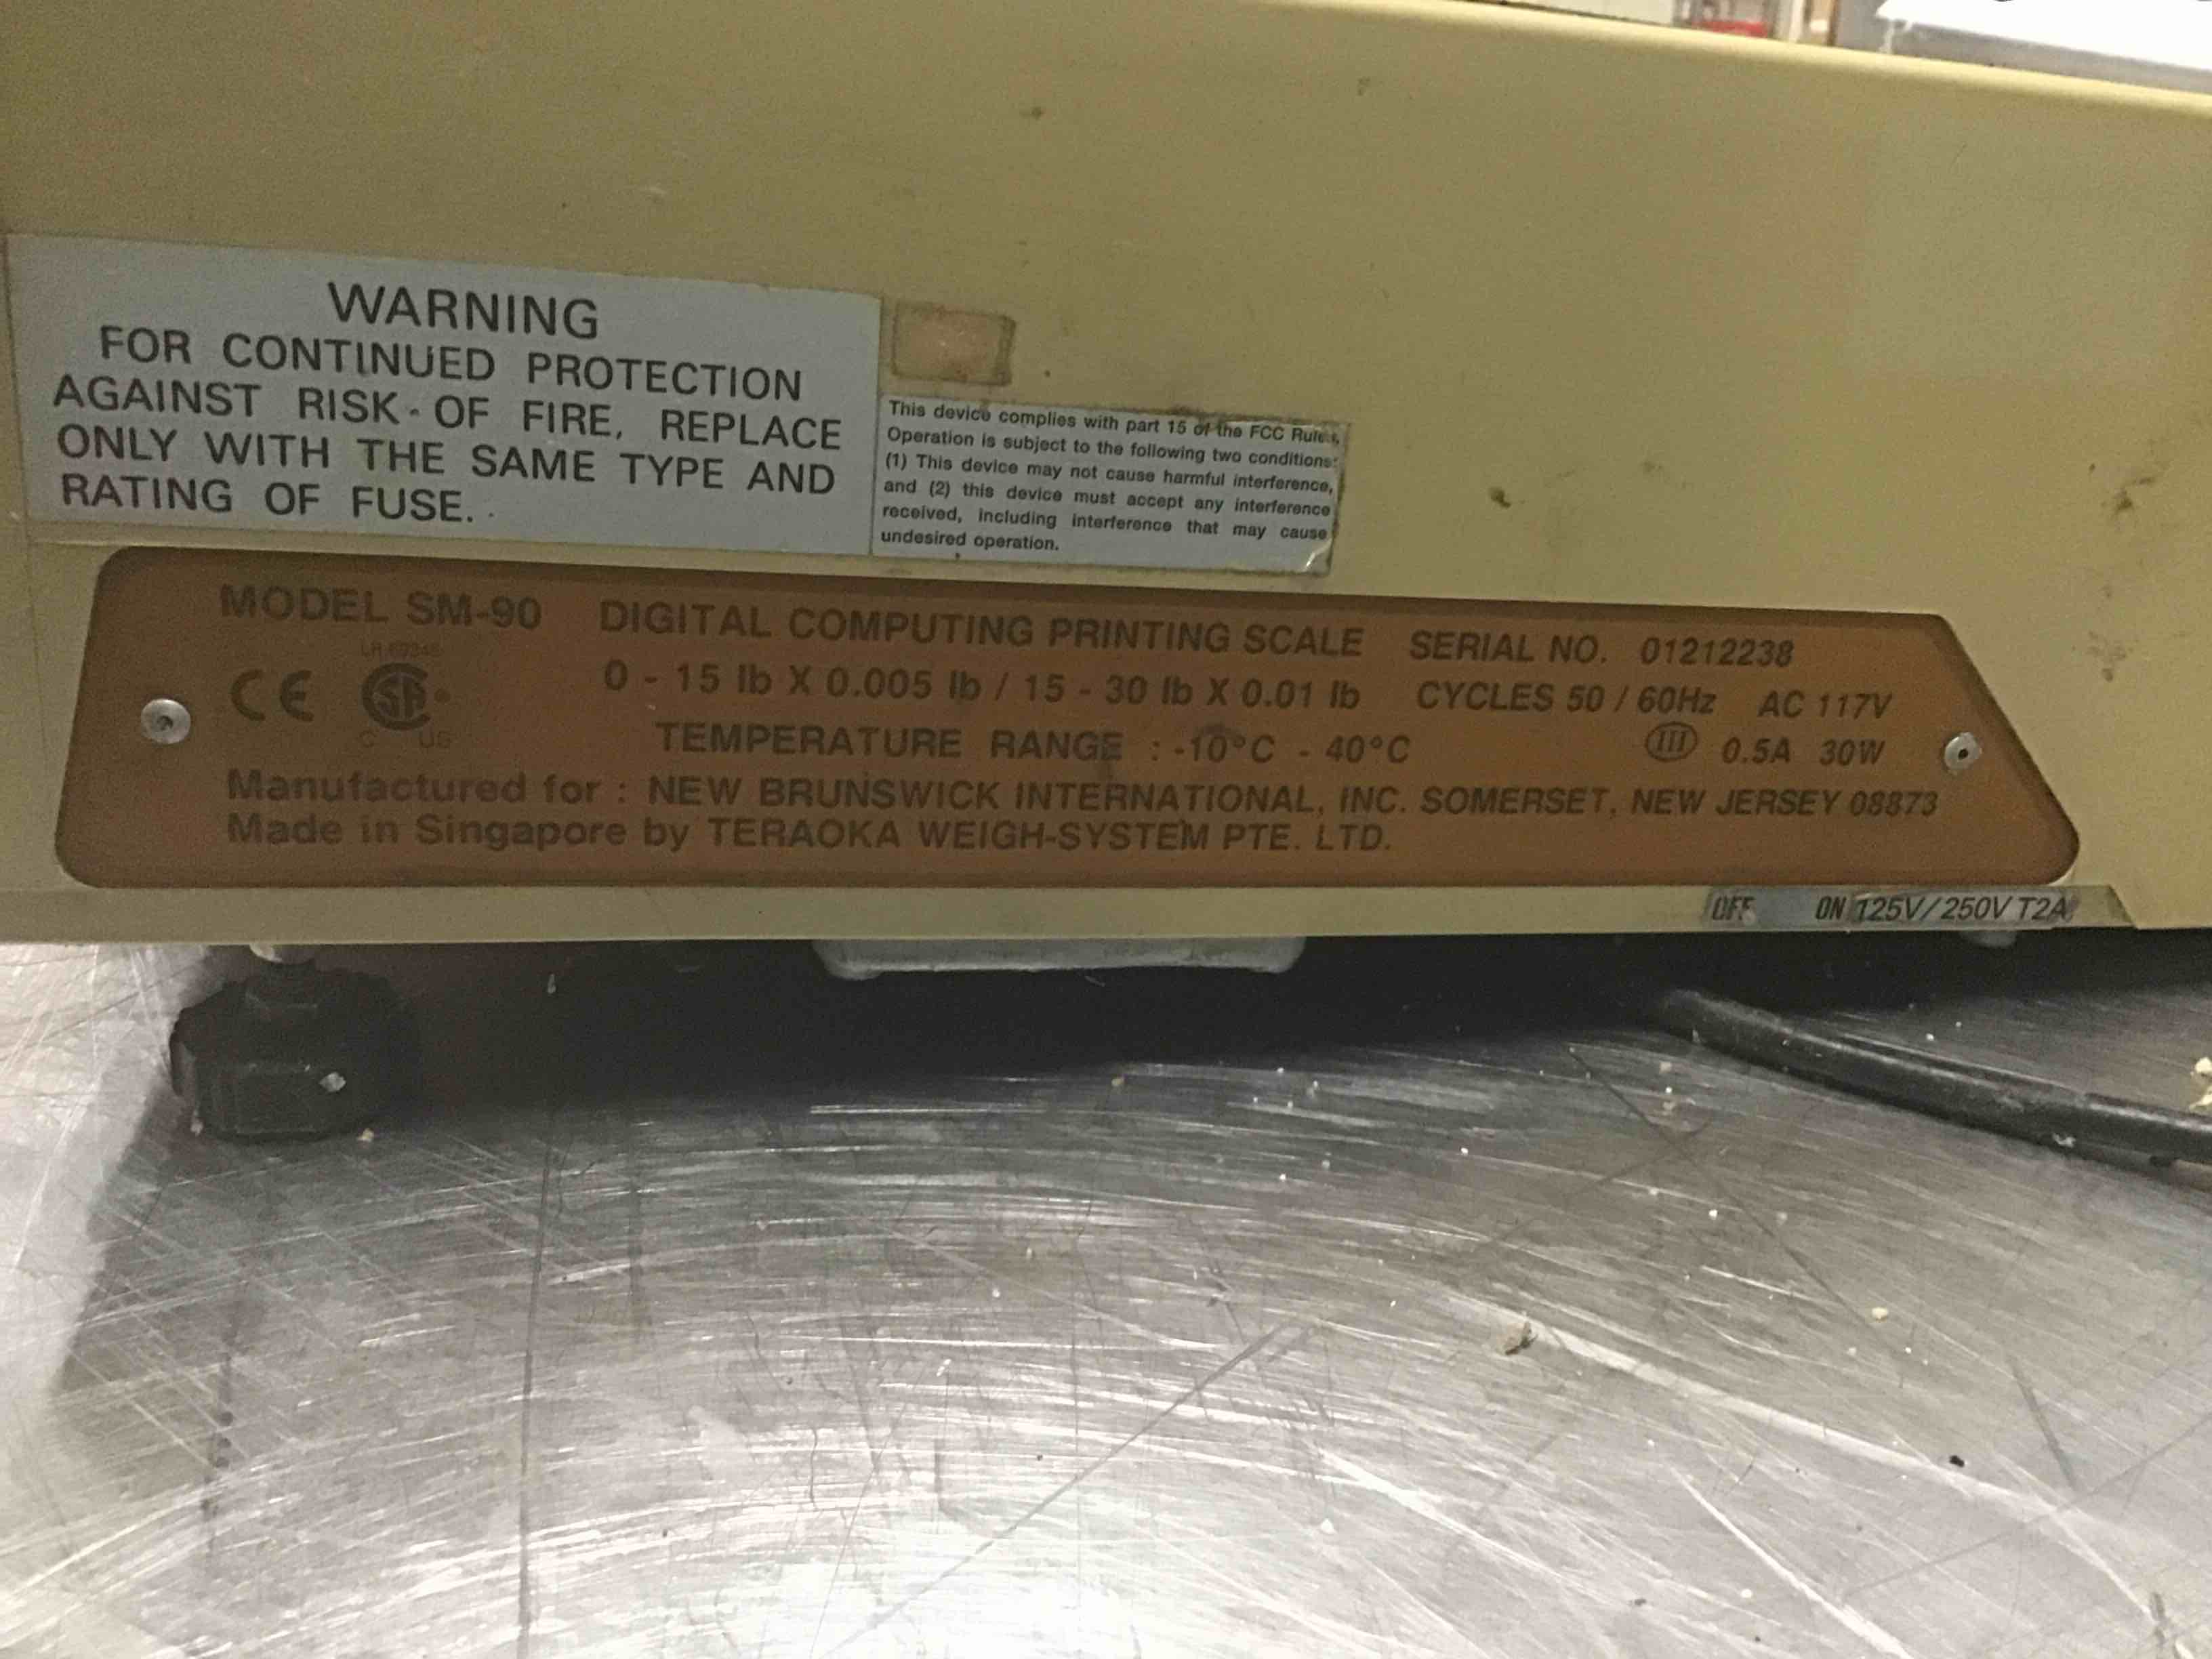 WARNING
FOR CONTINUED PROTECTION
AGAINST RISK OF FIRE, REPLACE
ONLY WITH THE SAME TYPE AND
RATING OF FUSE.
This device complies with part 15 of the FCC Rules,
Operation is subject to the following two conditions:
(1) This device may not cause harmful interference,
and (2) this device must accept any interference
received, including interference that may cause
undesired operation.
MODEL SM-90 DIGITAL COMPUTING PRINTING SCALE SERIAL NO. 01212238
CE SA 0 - 15 lb X 0.005 lb / 15 - 30 lb X 0.01 lb CYCLES 50 / 60Hz AC 117V
C US TEMPERATURE RANGE : -10°C - 40°C III 0.5A 30W
Manufactured for : NEW BRUNSWICK INTERNATIONAL, INC. SOMERSET, NEW JERSEY 08873
Made in Singapore by TERAOKA WEIGH-SYSTEM PTE. LTD.
OFF ON 125V/250V T2A